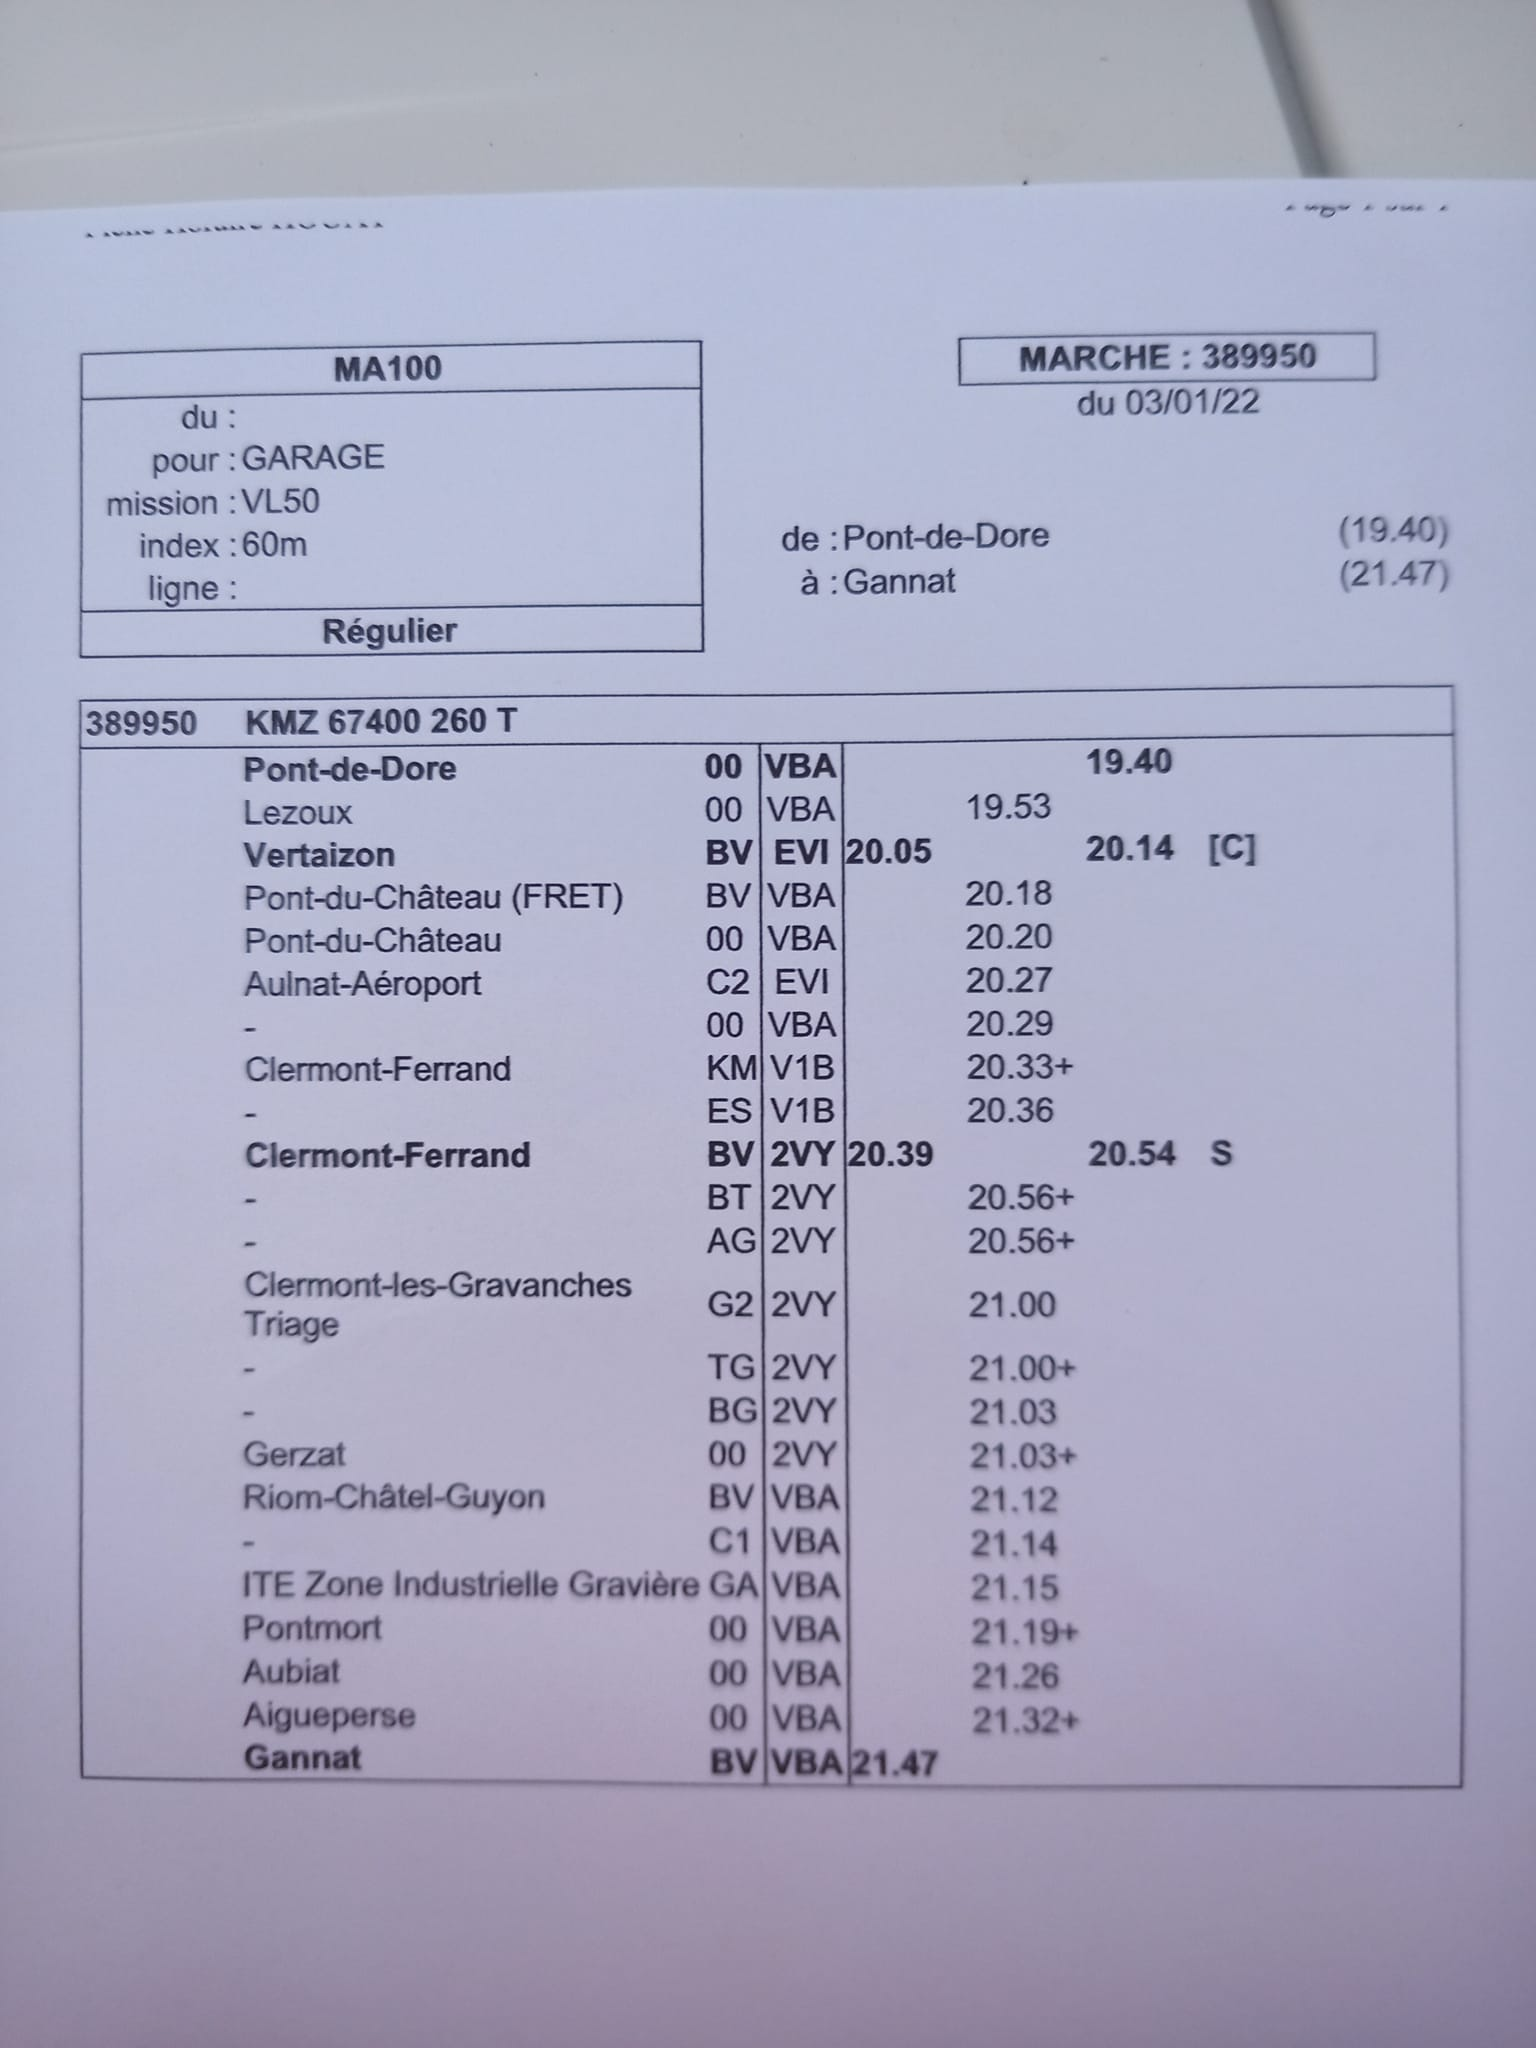 MA100
du :
pour : GARAGE
mission : VL50
index : 60m
ligne :
Régulier
MARCHE : 389950
du 03/01/22
de : Pont-de-Dore (19.40)
à : Gannat (21.47)
389950 KMZ 67400 260 T
Pont-de-Dore 00 VBA 19.40
Lezoux 00 VBA 19.53
Vertaizon BV EVI 20.05 20.14 [C]
Pont-du-Château (FRET) BV VBA 20.18
Pont-du-Château 00 VBA 20.20
Aulnat-Aéroport C2 EVI 20.27
- 00 VBA 20.29
Clermont-Ferrand KM V1B 20.33+
- ES V1B 20.36
Clermont-Ferrand BV 2VY 20.39 20.54 S
- BT 2VY 20.56+
- AG 2VY 20.56+
Clermont-les-Gravanches
Triage G2 2VY 21.00
- TG 2VY 21.00+
- BG 2VY 21.03
Gerzat 00 2VY 21.03+
Riom-Châtel-Guyon BV VBA 21.12
- C1 VBA 21.14
ITE Zone Industrielle Gravière GA VBA 21.15
Pontmort 00 VBA 21.19+
Aubiat 00 VBA 21.26
Aigueperse 00 VBA 21.32+
Gannat BV VBA 21.47